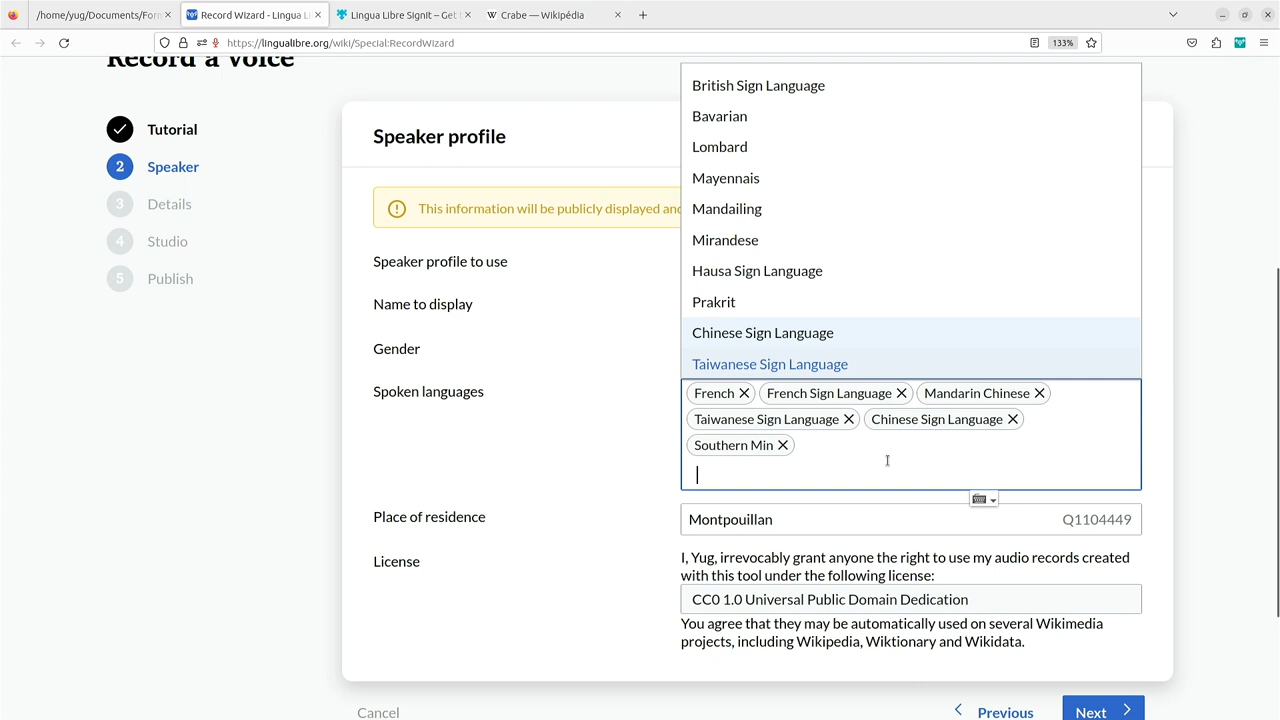 /home/yug/Documents/Forn
Record Wizard - Lingua L
Lingua Libre SignIt – Get
Crabe — Wikipédia
https://lingualibre.org/wiki/Special:RecordWizard
133%
Record a voice
Tutorial
2 Speaker
3 Details
4 Studio
5 Publish
Speaker profile
This information will be publicly displayed and
Speaker profile to use
Name to display
Gender
Spoken languages
British Sign Language
Bavarian
Lombard
Mayennais
Mandailing
Mirandese
Hausa Sign Language
Prakrit
Chinese Sign Language
Taiwanese Sign Language
French French Sign Language Mandarin Chinese
Taiwanese Sign Language Chinese Sign Language
Southern Min
Place of residence
Montpouillan Q1104449
License
I, Yug, irrevocably grant anyone the right to use my audio records created
with this tool under the following license:
CC0 1.0 Universal Public Domain Dedication
You agree that they may be automatically used on several Wikimedia
projects, including Wikipedia, Wiktionary and Wikidata.
Cancel
Previous
Next